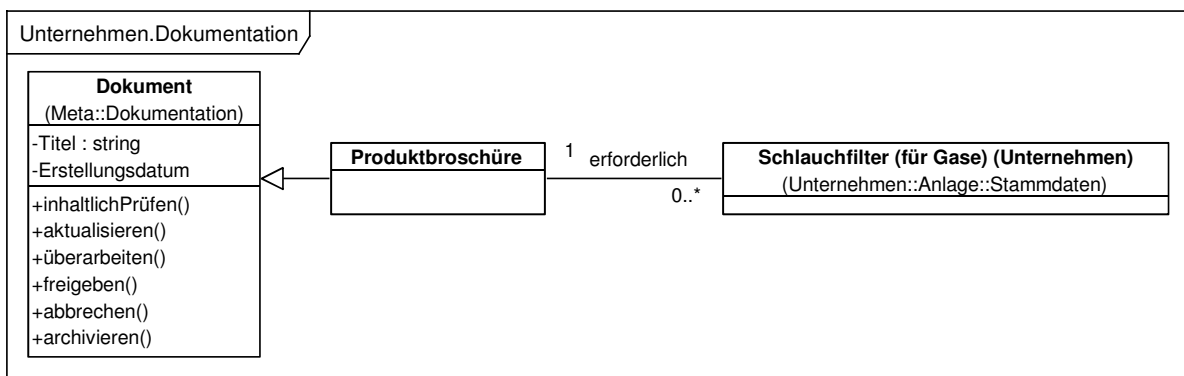 Unternehmen.Dokumentation
Dokument
(Meta::Dokumentation)
-Titel : string
-Erstellungsdatum
+inhaltlichPrüfen()
+aktualisieren()
+überarbeiten()
+freigeben()
+abbrechen()
+archivieren()
Produktbroschüre
1
erforderlich
0..*
Schlauchfilter (für Gase) (Unternehmen)
(Unternehmen::Anlage::Stammdaten)